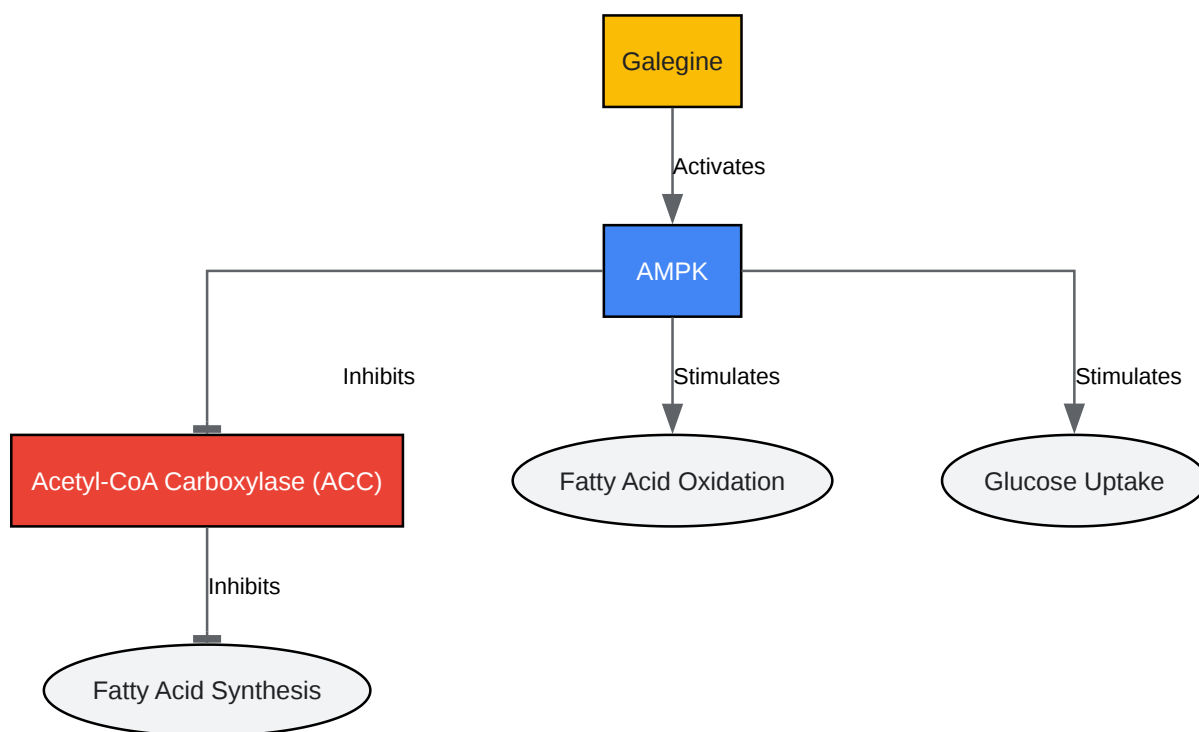 Galegine
Activates
AMPK
Inhibits
Stimulates
Stimulates
Acetyl-CoA Carboxylase (ACC)
Fatty Acid Oxidation
Glucose Uptake
Inhibits
Fatty Acid Synthesis